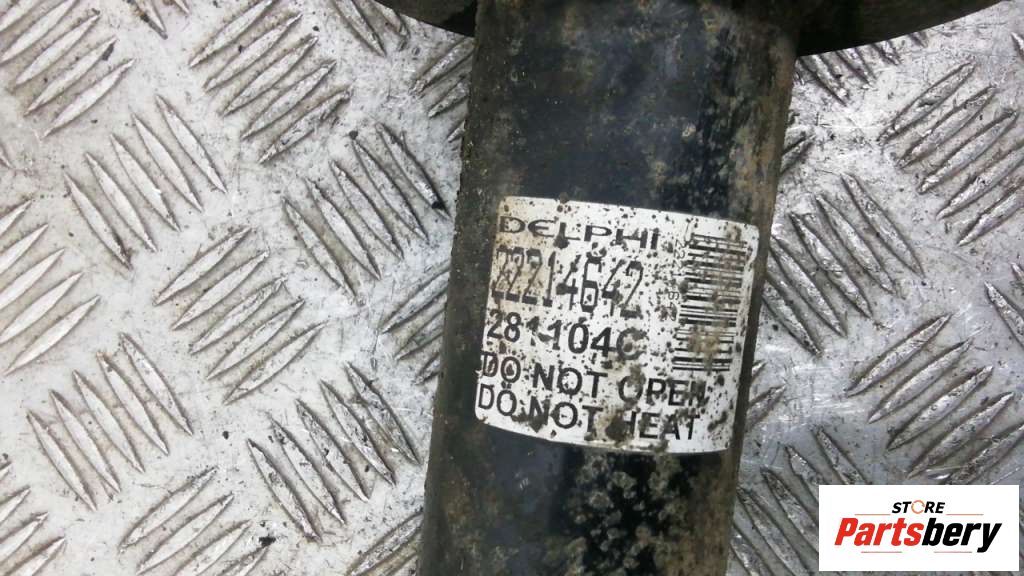 DELPHI
22214642
281104C
DO NOT OPEN
DO NOT HEAT
STORE
Partsbery